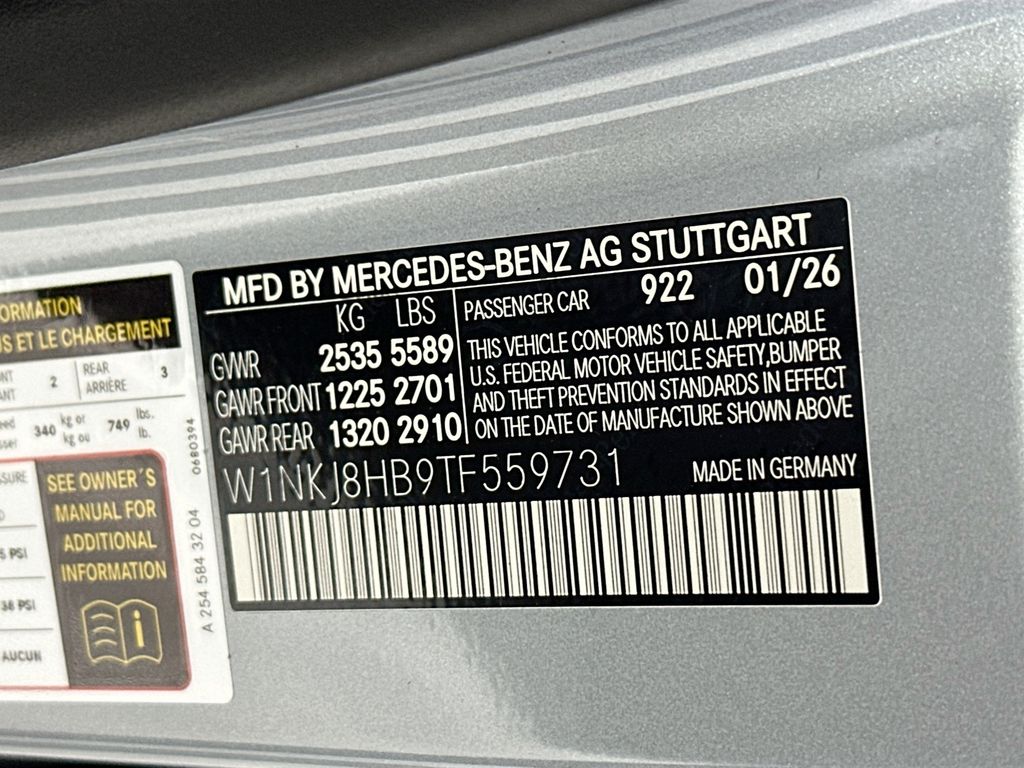 ORMATION
S ET LE CHARGEMENT
2
REAR
ARRIÈRE
3
340 kg or
kg ou
749 lbs.
lb.
0680394
SEE OWNER'S
MANUAL FOR
ADDITIONAL
INFORMATION
PSI
38 PSI
AUCUN
A 254 584 32 04
MFD BY MERCEDES-BENZ AG STUTTGART
KG LBS
GVWR 2535 5589
GAWR FRONT 1225 2701
GAWR REAR 1320 2910
PASSENGER CAR 922 01/26
THIS VEHICLE CONFORMS TO ALL APPLICABLE
U.S. FEDERAL MOTOR VEHICLE SAFETY,BUMPER
AND THEFT PREVENTION STANDARDS IN EFFECT
ON THE DATE OF MANUFACTURE SHOWN ABOVE
W1NKJ8HB9TF559731
MADE IN GERMANY